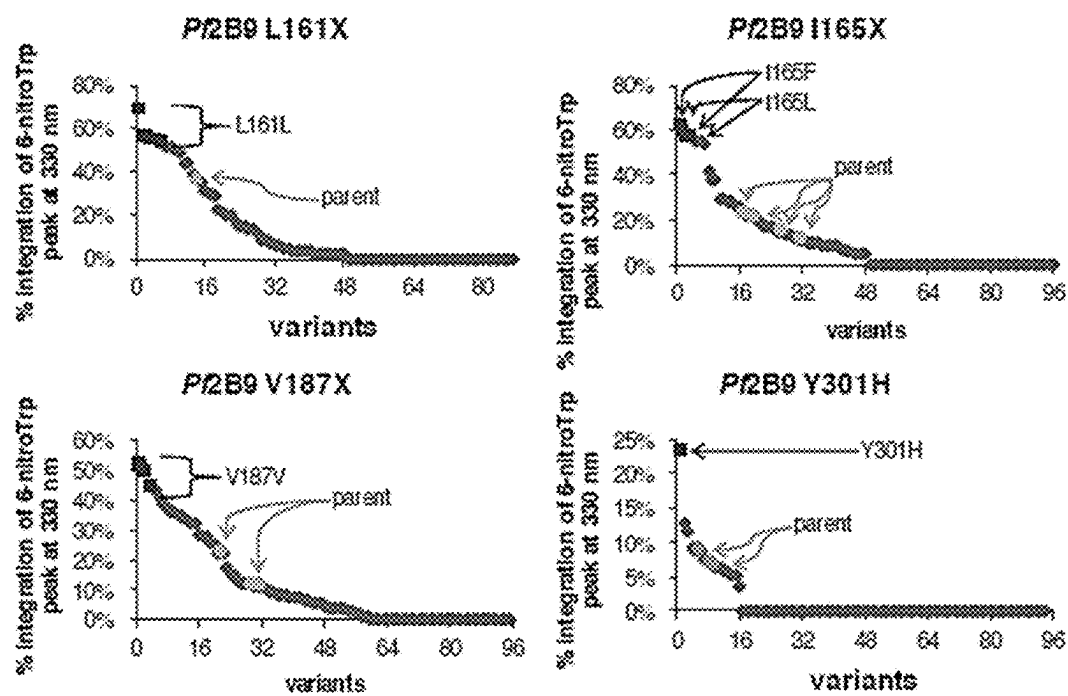 Pf2B9 L161X
% integration of 6-nitroTrp
peak at 330 nm
80%
60%
40%
20%
0%
L161L
parent
0 16 32 48 64 80
variants
Pf2B9 I165X
% integration of 6-nitroTrp
peak at 330 nm
80%
60%
40%
20%
0%
I165F
I165L
parent
0 16 32 48 64 80 96
variants
Pf2B9 V187X
% integration of 6-nitroTrp
peak at 330 nm
60%
50%
40%
30%
20%
10%
0%
V187V
parent
0 16 32 48 64 80 96
variants
Pf2B9 Y301H
% integration of 6-nitroTrp
peak at 330 nm
25%
20%
15%
10%
5%
0%
Y301H
parent
0 16 32 48 64 80 96
variants